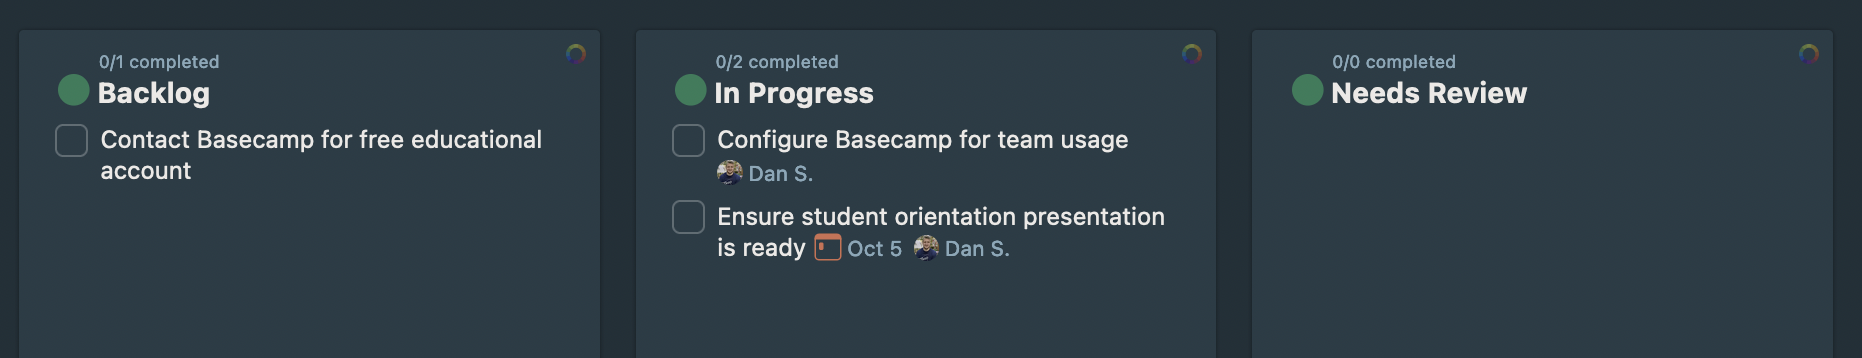 0/1 completed
Backlog
Contact Basecamp for free educational
account
0/2 completed
In Progress
Configure Basecamp for team usage
Dan S.
Ensure student orientation presentation
is ready Oct 5 Dan S.
0/0 completed
Needs Review